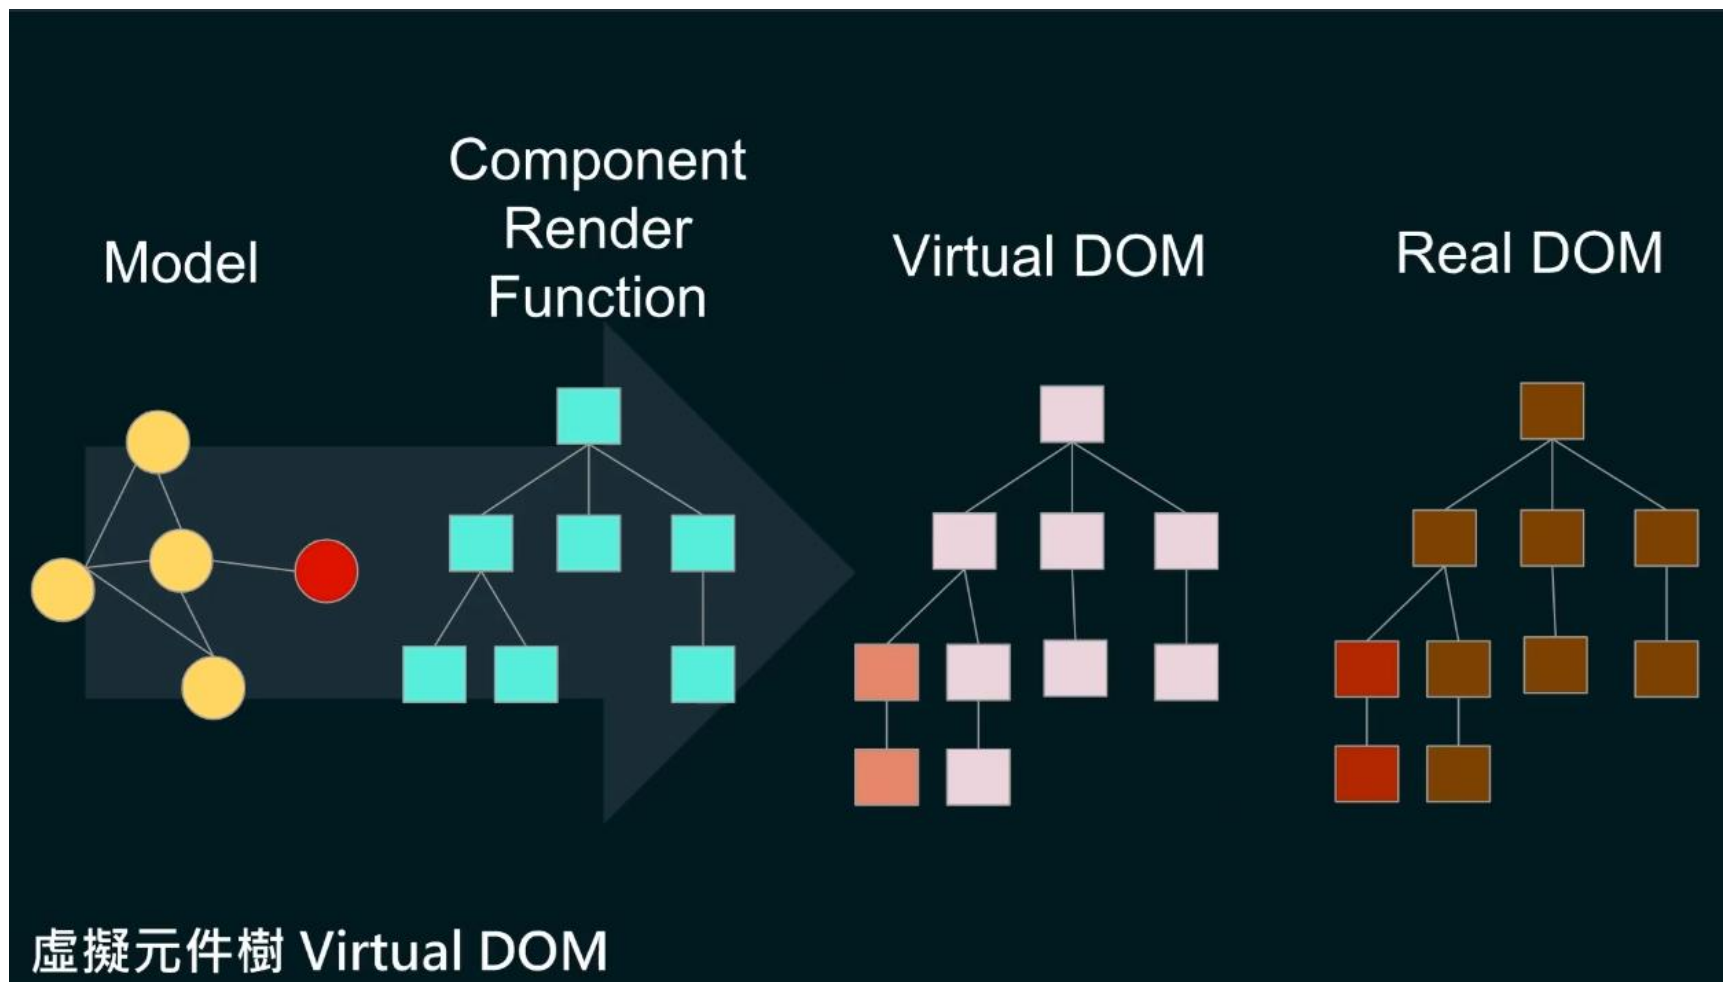 Model
Component
Render
Function
Virtual DOM
Real DOM
虛擬元件樹 Virtual DOM